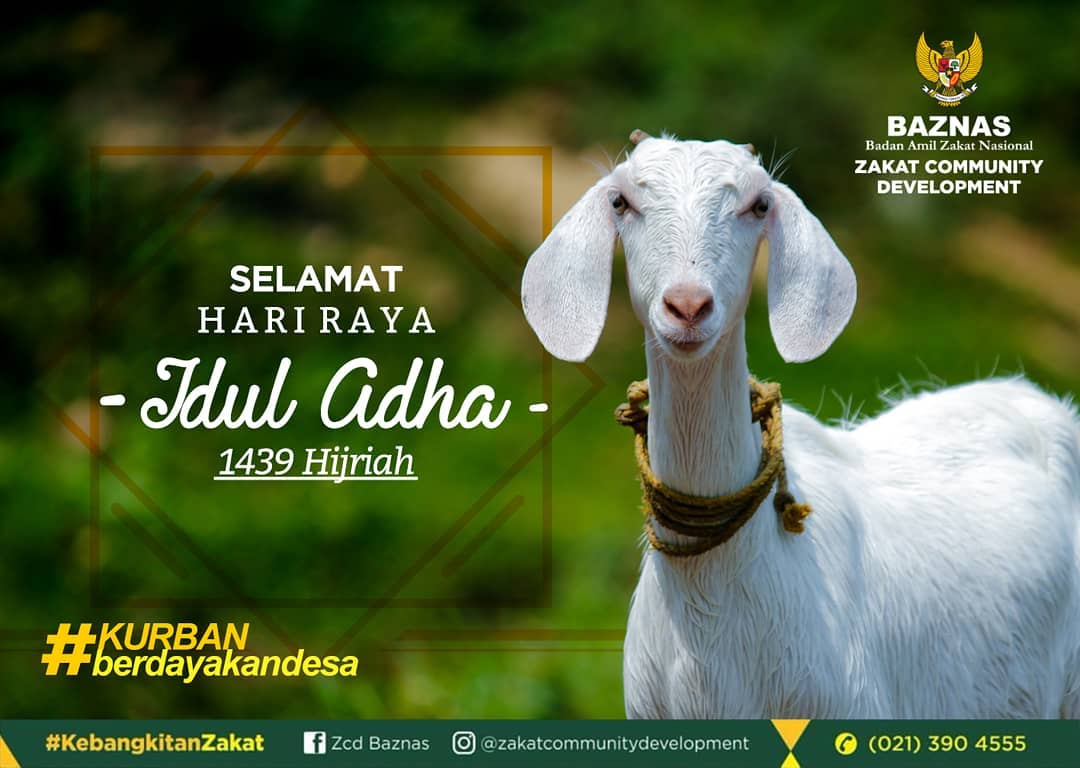 BAZNAS
Badan Amil Zakat Nasional
ZAKAT COMMUNITY
DEVELOPMENT
SELAMAT
HARI RAYA
- Idul Adha -
1439 Hijriah
#KURBAN
berdayakandesa
#KebangkitanZakat
Zcd Baznas
@zakatcommunitydevelopment
(021) 390 4555